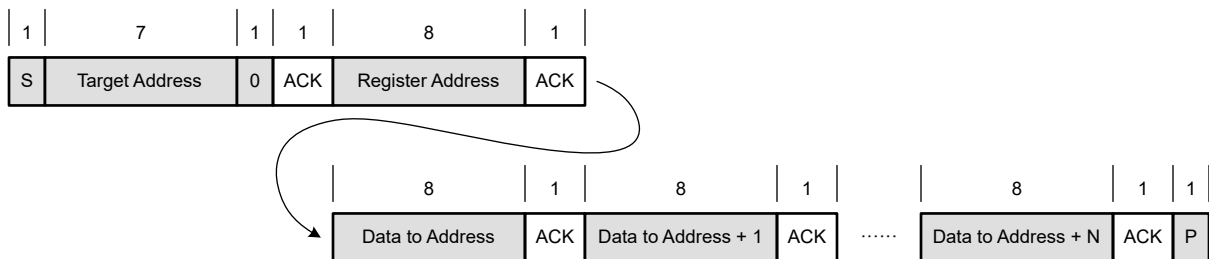 1 7 1 1 8 1
S Target Address 0 ACK Register Address ACK
8 1 8 1 8 1 1
Data to Address ACK Data to Address + 1 ACK ...... Data to Address + N ACK P